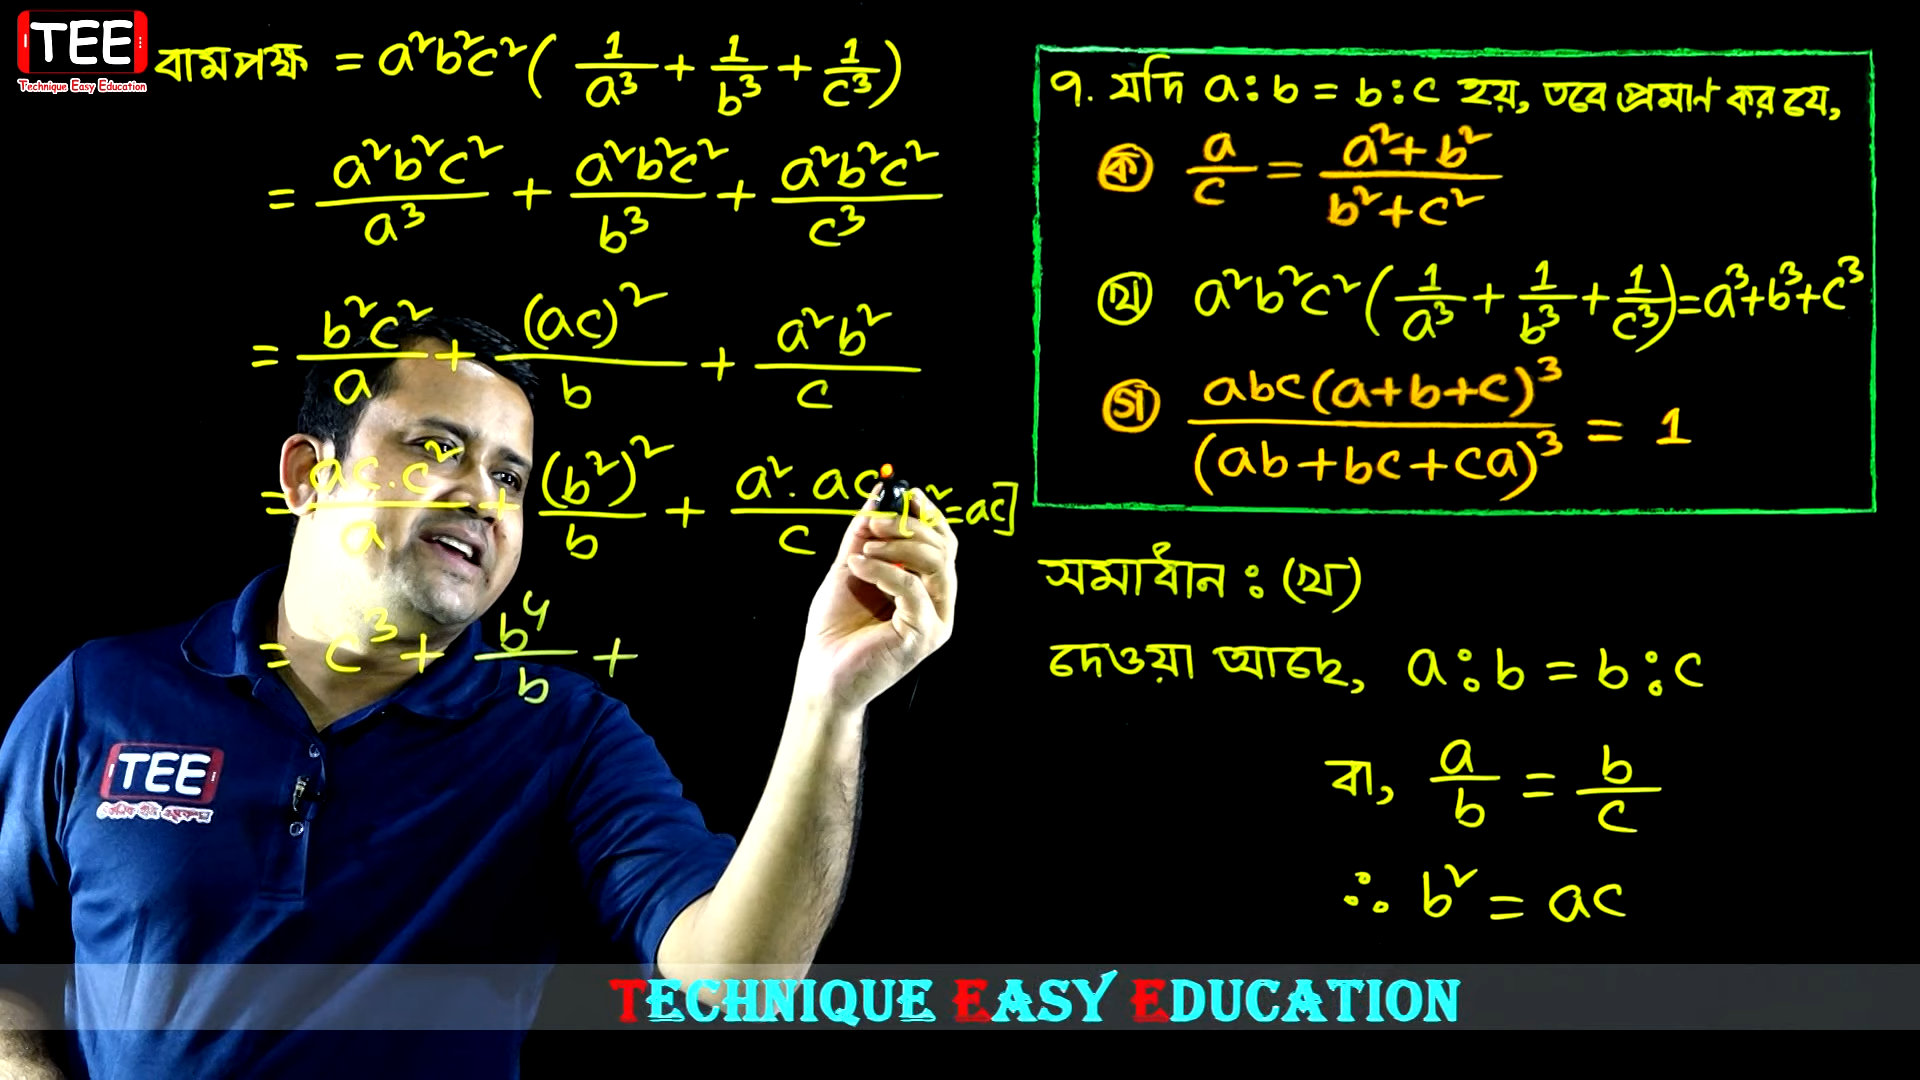 TEE
Technique Easy Education
বামপক্ষ = a²b²c² ( 1/a³ + 1/b³ + 1/c³ )
= a²b²c²/a³ + a²b²c²/b³ + a²b²c²/c³
= b²c²/a + (ac)²/b + a²b²/c
= ac.c²/a + (b²)²/b + a².ac/c [b²=ac]
= c³ + b⁴/b +
৭. যদি a:b = b:c হয়, তবে প্রমাণ কর যে,
ক a/c = a²+b²/b²+c²
খ a²b²c² ( 1/a³ + 1/b³ + 1/c³ ) = a³+b³+c³
গ abc(a+b+c)³/(ab+bc+ca)³ = 1
সমাধান : (খ)
দেওয়া আছে, a:b = b:c
বা, a/b = b/c
∴ b² = ac
TEE
TECHNIQUE EASY EDUCATION